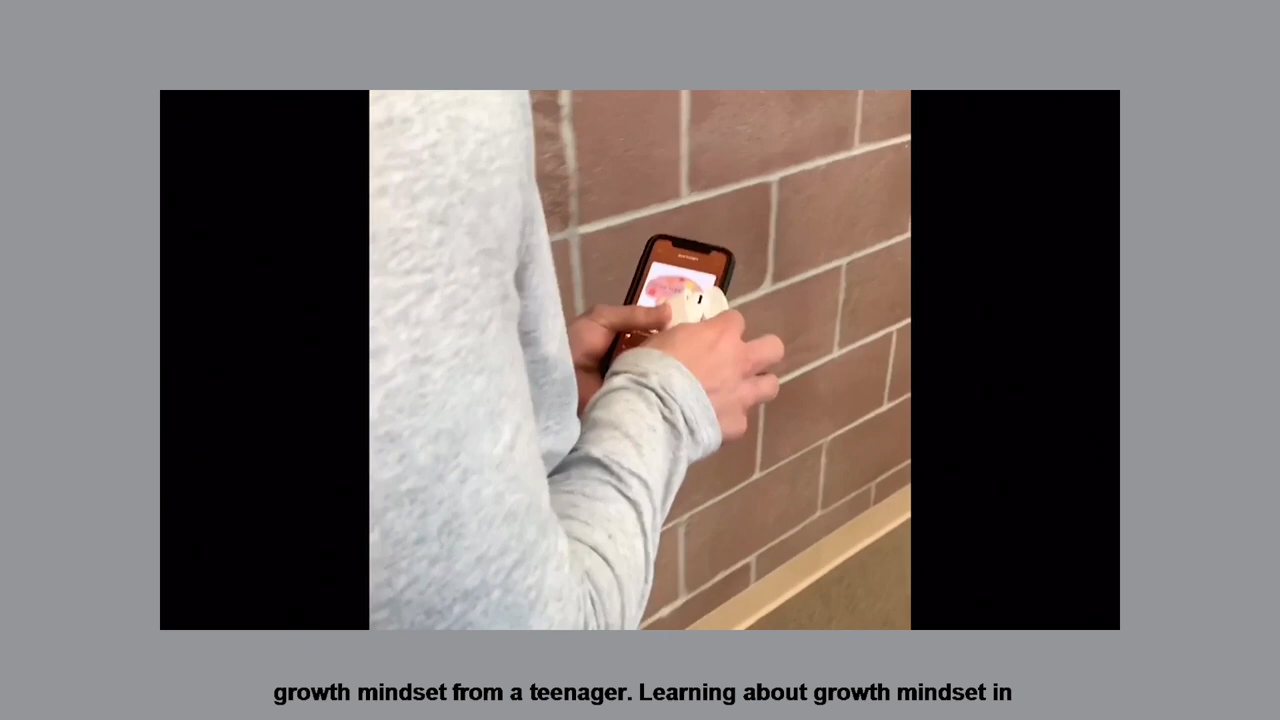 growth mindset from a teenager. Learning about growth mindset in